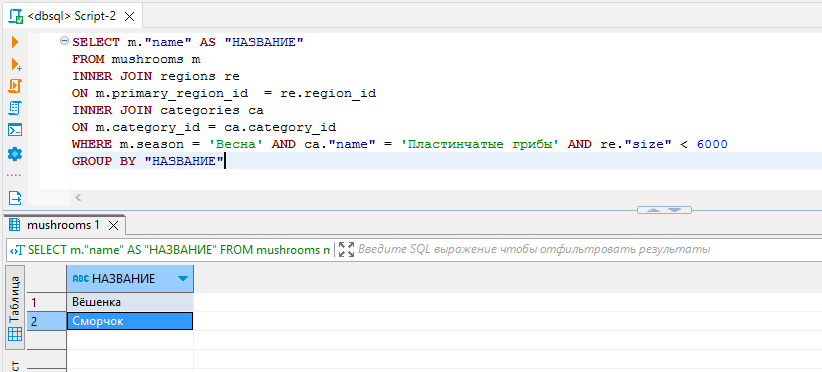 <dbsql> Script-2
SELECT m."name" AS "НАЗВАНИЕ"
FROM mushrooms m
INNER JOIN regions re
ON m.primary_region_id  = re.region_id
INNER JOIN categories ca
ON m.category_id = ca.category_id
WHERE m.season = 'Весна' AND ca."name" = 'Пластинчатые грибы' AND re."size" < 6000
GROUP BY "НАЗВАНИЕ"
mushrooms 1
SELECT m."name" AS "НАЗВАНИЕ" FROM mushrooms m
Введите SQL выражение чтобы отфильтровать результаты
Таблица
ABC НАЗВАНИЕ
1 Вёшенка
2 Сморчок